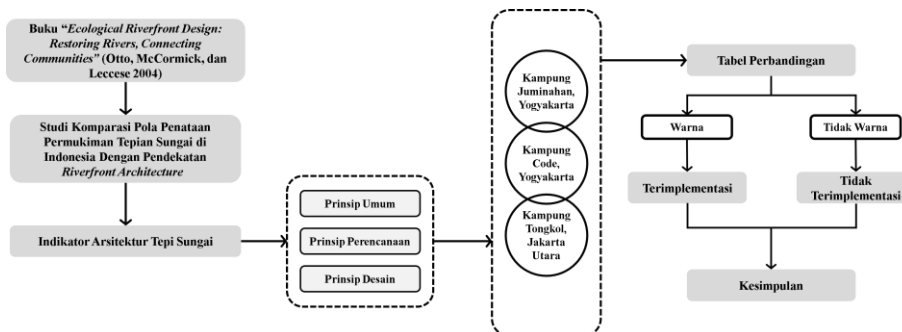 Buku “Ecological Riverfront Design:
Restoring Rivers, Connecting
Communities” (Otto, McCormick, dan
Leccese 2004)
Studi Komparasi Pola Penataan
Permukiman Tepian Sungai di
Indonesia Dengan Pendekatan
Riverfront Architecture
Indikator Arsitektur Tepi Sungai
Prinsip Umum
Prinsip Perencanaan
Prinsip Desain
Kampung
Juminahan,
Yogyakarta
Kampung
Code,
Yogyakarta
Kampung
Tongkol,
Jakarta
Utara
Tabel Perbandingan
Warna
Tidak Warna
Terimplementasi
Tidak
Terimplementasi
Kesimpulan